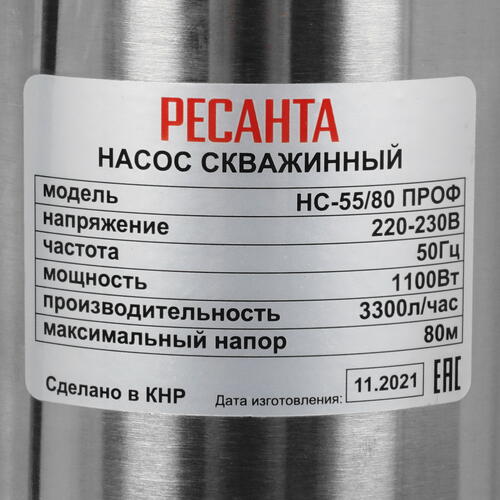 РЕСАНТА
НАСОС СКВАЖИННЫЙ
модель НС-55/80 ПРОФ
напряжение 220-230В
частота 50Гц
мощность 1100Вт
производительность 3300л/час
максимальный напор 80м
Сделано в КНР Дата изготовления: 11.2021 ЕАС